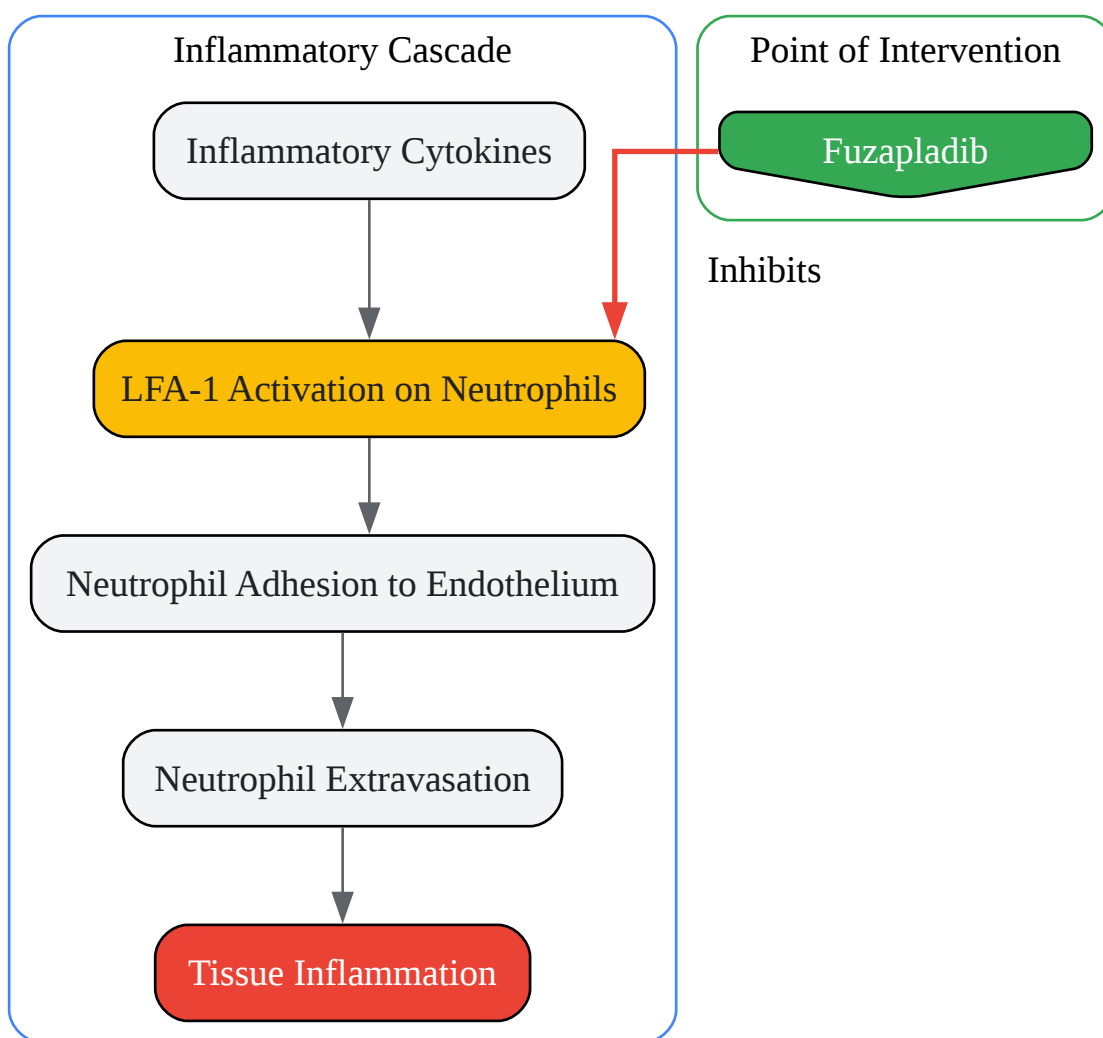 Inflammatory Cascade
Point of Intervention
Inflammatory Cytokines
Fuzapladib
Inhibits
LFA-1 Activation on Neutrophils
Neutrophil Adhesion to Endothelium
Neutrophil Extravasation
Tissue Inflammation